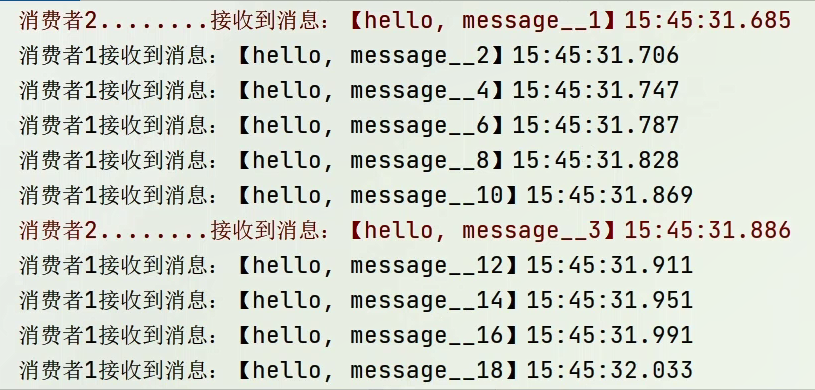 消费者2........接收到消息：【hello, message__1】15:45:31.685
消费者1接收到消息：【hello, message__2】15:45:31.706
消费者1接收到消息：【hello, message__4】15:45:31.747
消费者1接收到消息：【hello, message__6】15:45:31.787
消费者1接收到消息：【hello, message__8】15:45:31.828
消费者1接收到消息：【hello, message__10】15:45:31.869
消费者2........接收到消息：【hello, message__3】15:45:31.886
消费者1接收到消息：【hello, message__12】15:45:31.911
消费者1接收到消息：【hello, message__14】15:45:31.951
消费者1接收到消息：【hello, message__16】15:45:31.991
消费者1接收到消息：【hello, message__18】15:45:32.033